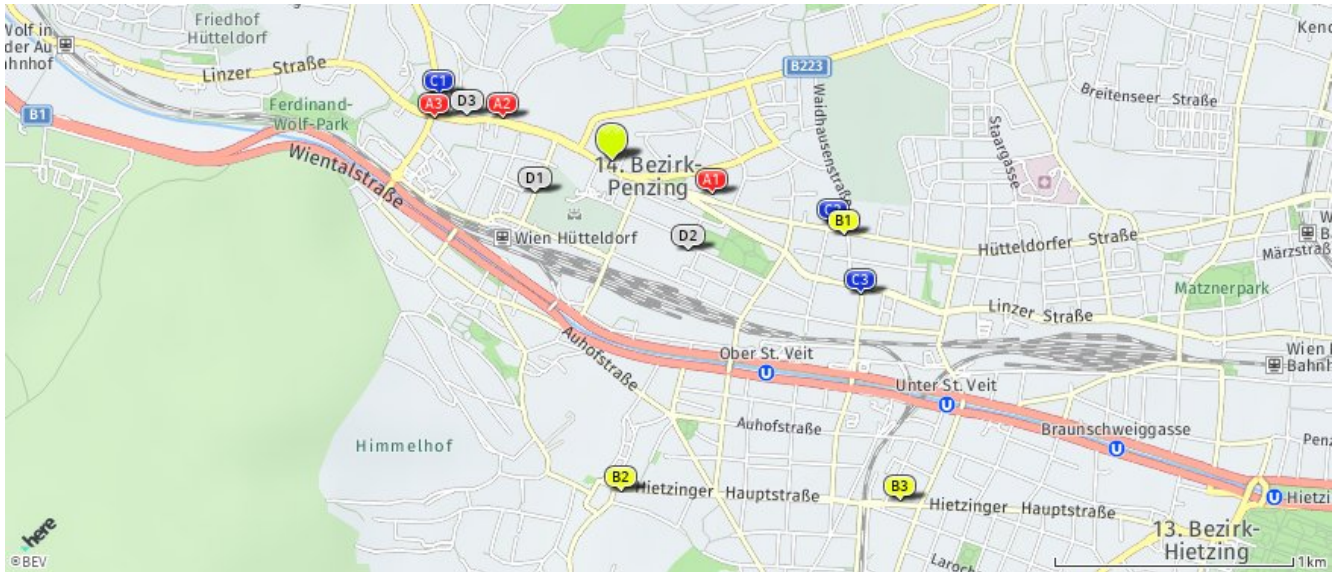 Friedhof
Hütteldorf
Wolf in
der Au
ahnhof
Linzer Straße
B223
Kend
Breitenseer Straße
C1
A3
D3
A2
B1
Ferdinand-
Wolf-Park
Waidhausenstraße
Staargasse
Wientalstraße
14. Bezirk-
Penzing
D1
A1
B1
D2
Wien Hütteldorf
Hütteldorfer Straße
Märzstraß
C3
Matznerpark
Linzer Straße
Ober St. Veit
U
Wien
Bahnh
Auhofstraße
Unter St. Veit
U
Auhofstraße
Braunschweiggasse
U
Penz
Himmelhof
B2
B3
Hietzinger Hauptstraße
Hietzinger Hauptstraße
U
Hietzi
13. Bezirk-
Hietzing
here
Laroch
1km
©BEV